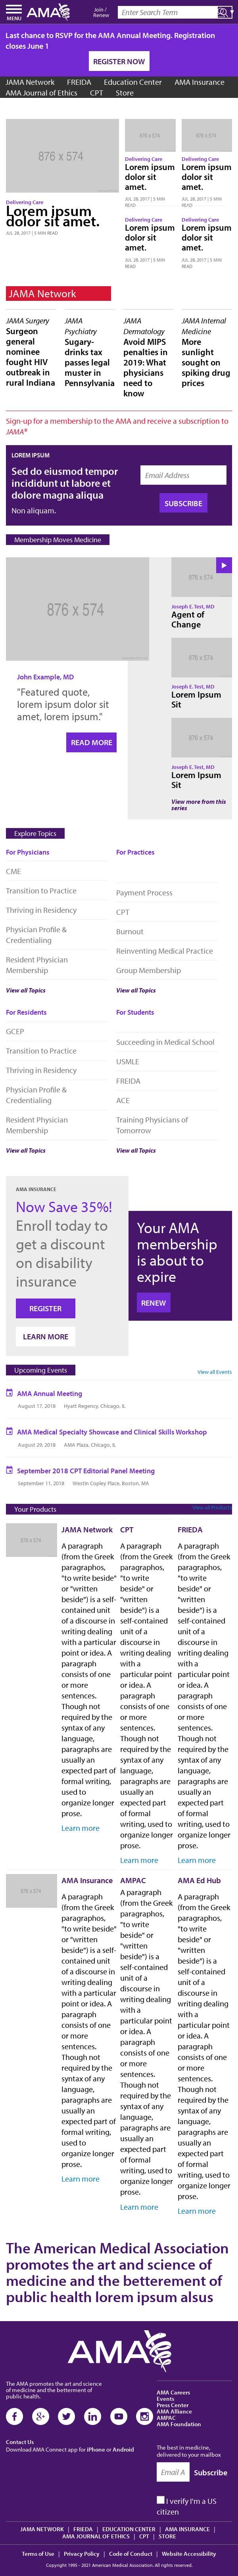 MENU
AMA
Join /
Renew
Enter Search Term
Last chance to RSVP for the AMA Annual Meeting. Registration
closes June 1
REGISTER NOW
JAMA Network FREIDA Education Center AMA Insurance
AMA Journal of Ethics CPT Store
876 x 574
Delivering Care
Lorem ipsum
dolor sit amet.
JUL 28, 2017 | 5 MIN READ
876 x 574
Delivering Care
Lorem ipsum
dolor sit
amet.
JUL 28, 2017 | 5 MIN
READ
876 x 574
Delivering Care
Lorem ipsum
dolor sit
amet.
JUL 28, 2017 | 5 MIN
READ
Delivering Care
Lorem ipsum
dolor sit
amet.
JUL 28, 2017 | 5 MIN
READ
Delivering Care
Lorem ipsum
dolor sit
amet.
JUL 28, 2017 | 5 MIN
READ
JAMA Network
JAMA Surgery
Surgeon
general
nominee
fought HIV
outbreak in
rural Indiana
JAMA
Psychiatry
Sugary-
drinks tax
passes legal
muster in
Pennsylvania
JAMA
Dermatology
Avoid MIPS
penalties in
2019: What
physicians
need to
know
JAMA Internal
Medicine
More
sunlight
sought on
spiking drug
prices
Sign-up for a membership to the AMA and receive a subscription to
JAMA®
LOREM IPSUM
Sed do eiusmod tempor
incididunt ut labore et
dolore magna aliqua
Non aliquam.
Email Address
SUBSCRIBE
Membership Moves Medicine
876 x 574
John Example, MD
"Featured quote,
lorem ipsum dolor sit
amet, lorem ipsum."
READ MORE
876 x 574
Joseph E. Test, MD
Agent of
Change
876 x 574
Joseph E. Test, MD
Lorem Ipsum
Sit
876 x 574
Joseph E. Test, MD
Lorem Ipsum
Sit
View more from this
series
Explore Topics
For Physicians
CME
Transition to Practice
Thriving in Residency
Physician Profile &
Credentialing
Resident Physician
Membership
View all Topics
For Practices
Payment Process
CPT
Burnout
Reinventing Medical Practice
Group Membership
View all Topics
For Residents
GCEP
Transition to Practice
Thriving in Residency
Physician Profile &
Credentialing
Resident Physician
Membership
View all Topics
For Students
Succeeding in Medical School
USMLE
FREIDA
ACE
Training Physicians of
Tomorrow
View all Topics
AMA INSURANCE
Now Save 35%!
Enroll today to
get a discount
on disability
insurance
REGISTER
LEARN MORE
Your AMA
membership
is about to
expire
RENEW
Upcoming Events
View all Events
AMA Annual Meeting
August 17, 2018 Hyatt Regency, Chicago, IL
AMA Medical Specialty Showcase and Clinical Skills Workshop
August 29, 2018 AMA Plaza, Chicago, IL
September 2018 CPT Editorial Panel Meeting
September 11, 2018 Westin Copley Place, Boston, MA
Your Products
View all Products
876 x 574
JAMA Network
A paragraph
(from the Greek
paragraphos,
"to write beside"
or "written
beside") is a self-
contained unit
of a discourse in
writing dealing
with a particular
point or idea. A
paragraph
consists of one
or more
sentences.
Though not
required by the
syntax of any
language,
paragraphs are
usually an
expected part of
formal writing,
used to
organize longer
prose.
Learn more
CPT
A paragraph
(from the Greek
paragraphos,
"to write
beside" or
"written
beside") is a
self-contained
unit of a
discourse in
writing dealing
with a
particular point
or idea. A
paragraph
consists of one
or more
sentences.
Though not
required by the
syntax of any
language,
paragraphs are
usually an
expected part
of formal
writing, used to
organize longer
prose.
Learn more
FRIEDA
A paragraph
(from the Greek
paragraphos,
"to write
beside" or
"written
beside") is a
self-contained
unit of a
discourse in
writing dealing
with a
particular point
or idea. A
paragraph
consists of one
or more
sentences.
Though not
required by the
syntax of any
language,
paragraphs are
usually an
expected part
of formal
writing, used to
organize longer
prose.
Learn more
876 x 574
AMA Insurance
A paragraph
(from the Greek
paragraphos,
"to write beside"
or "written
beside") is a self-
contained unit
of a discourse in
writing dealing
with a particular
point or idea. A
paragraph
consists of one
or more
sentences.
Though not
required by the
syntax of any
language,
paragraphs are
usually an
expected part of
formal writing,
used to
organize longer
prose.
Learn more
AMPAC
A paragraph
(from the Greek
paragraphos,
"to write
beside" or
"written
beside") is a
self-contained
unit of a
discourse in
writing dealing
with a
particular point
or idea. A
paragraph
consists of one
or more
sentences.
Though not
required by the
syntax of any
language,
paragraphs are
usually an
expected part
of formal
writing, used to
organize longer
prose.
Learn more
AMA Ed Hub
A paragraph
(from the Greek
paragraphos,
"to write
beside" or
"written
beside") is a
self-contained
unit of a
discourse in
writing dealing
with a
particular point
or idea. A
paragraph
consists of one
or more
sentences.
Though not
required by the
syntax of any
language,
paragraphs are
usually an
expected part
of formal
writing, used to
organize longer
prose.
Learn more
The American Medical Association
promotes the art and science of
medicine and the betterement of
public health lorem ipsum alsus
AMA
The AMA promotes the art and science
of medicine and the betterment of
public health.
Contact Us
Download AMA Connect app for iPhone or Android
AMA Careers
Events
Press Center
AMA Alliance
AMPAC
AMA Foundation
The best in medicine,
delivered to your mailbox
Email A
Subscribe
I verify I'm a US
citizen
JAMA NETWORK | FRIEDA | EDUCATION CENTER | AMA INSURANCE |
AMA JOURNAL OF ETHICS | CPT | STORE
Terms of Use | Privacy Policy | Code of Conduct | Website Accessibility
Copyright 1995 - 2021 American Medical Association. All rights reserved.